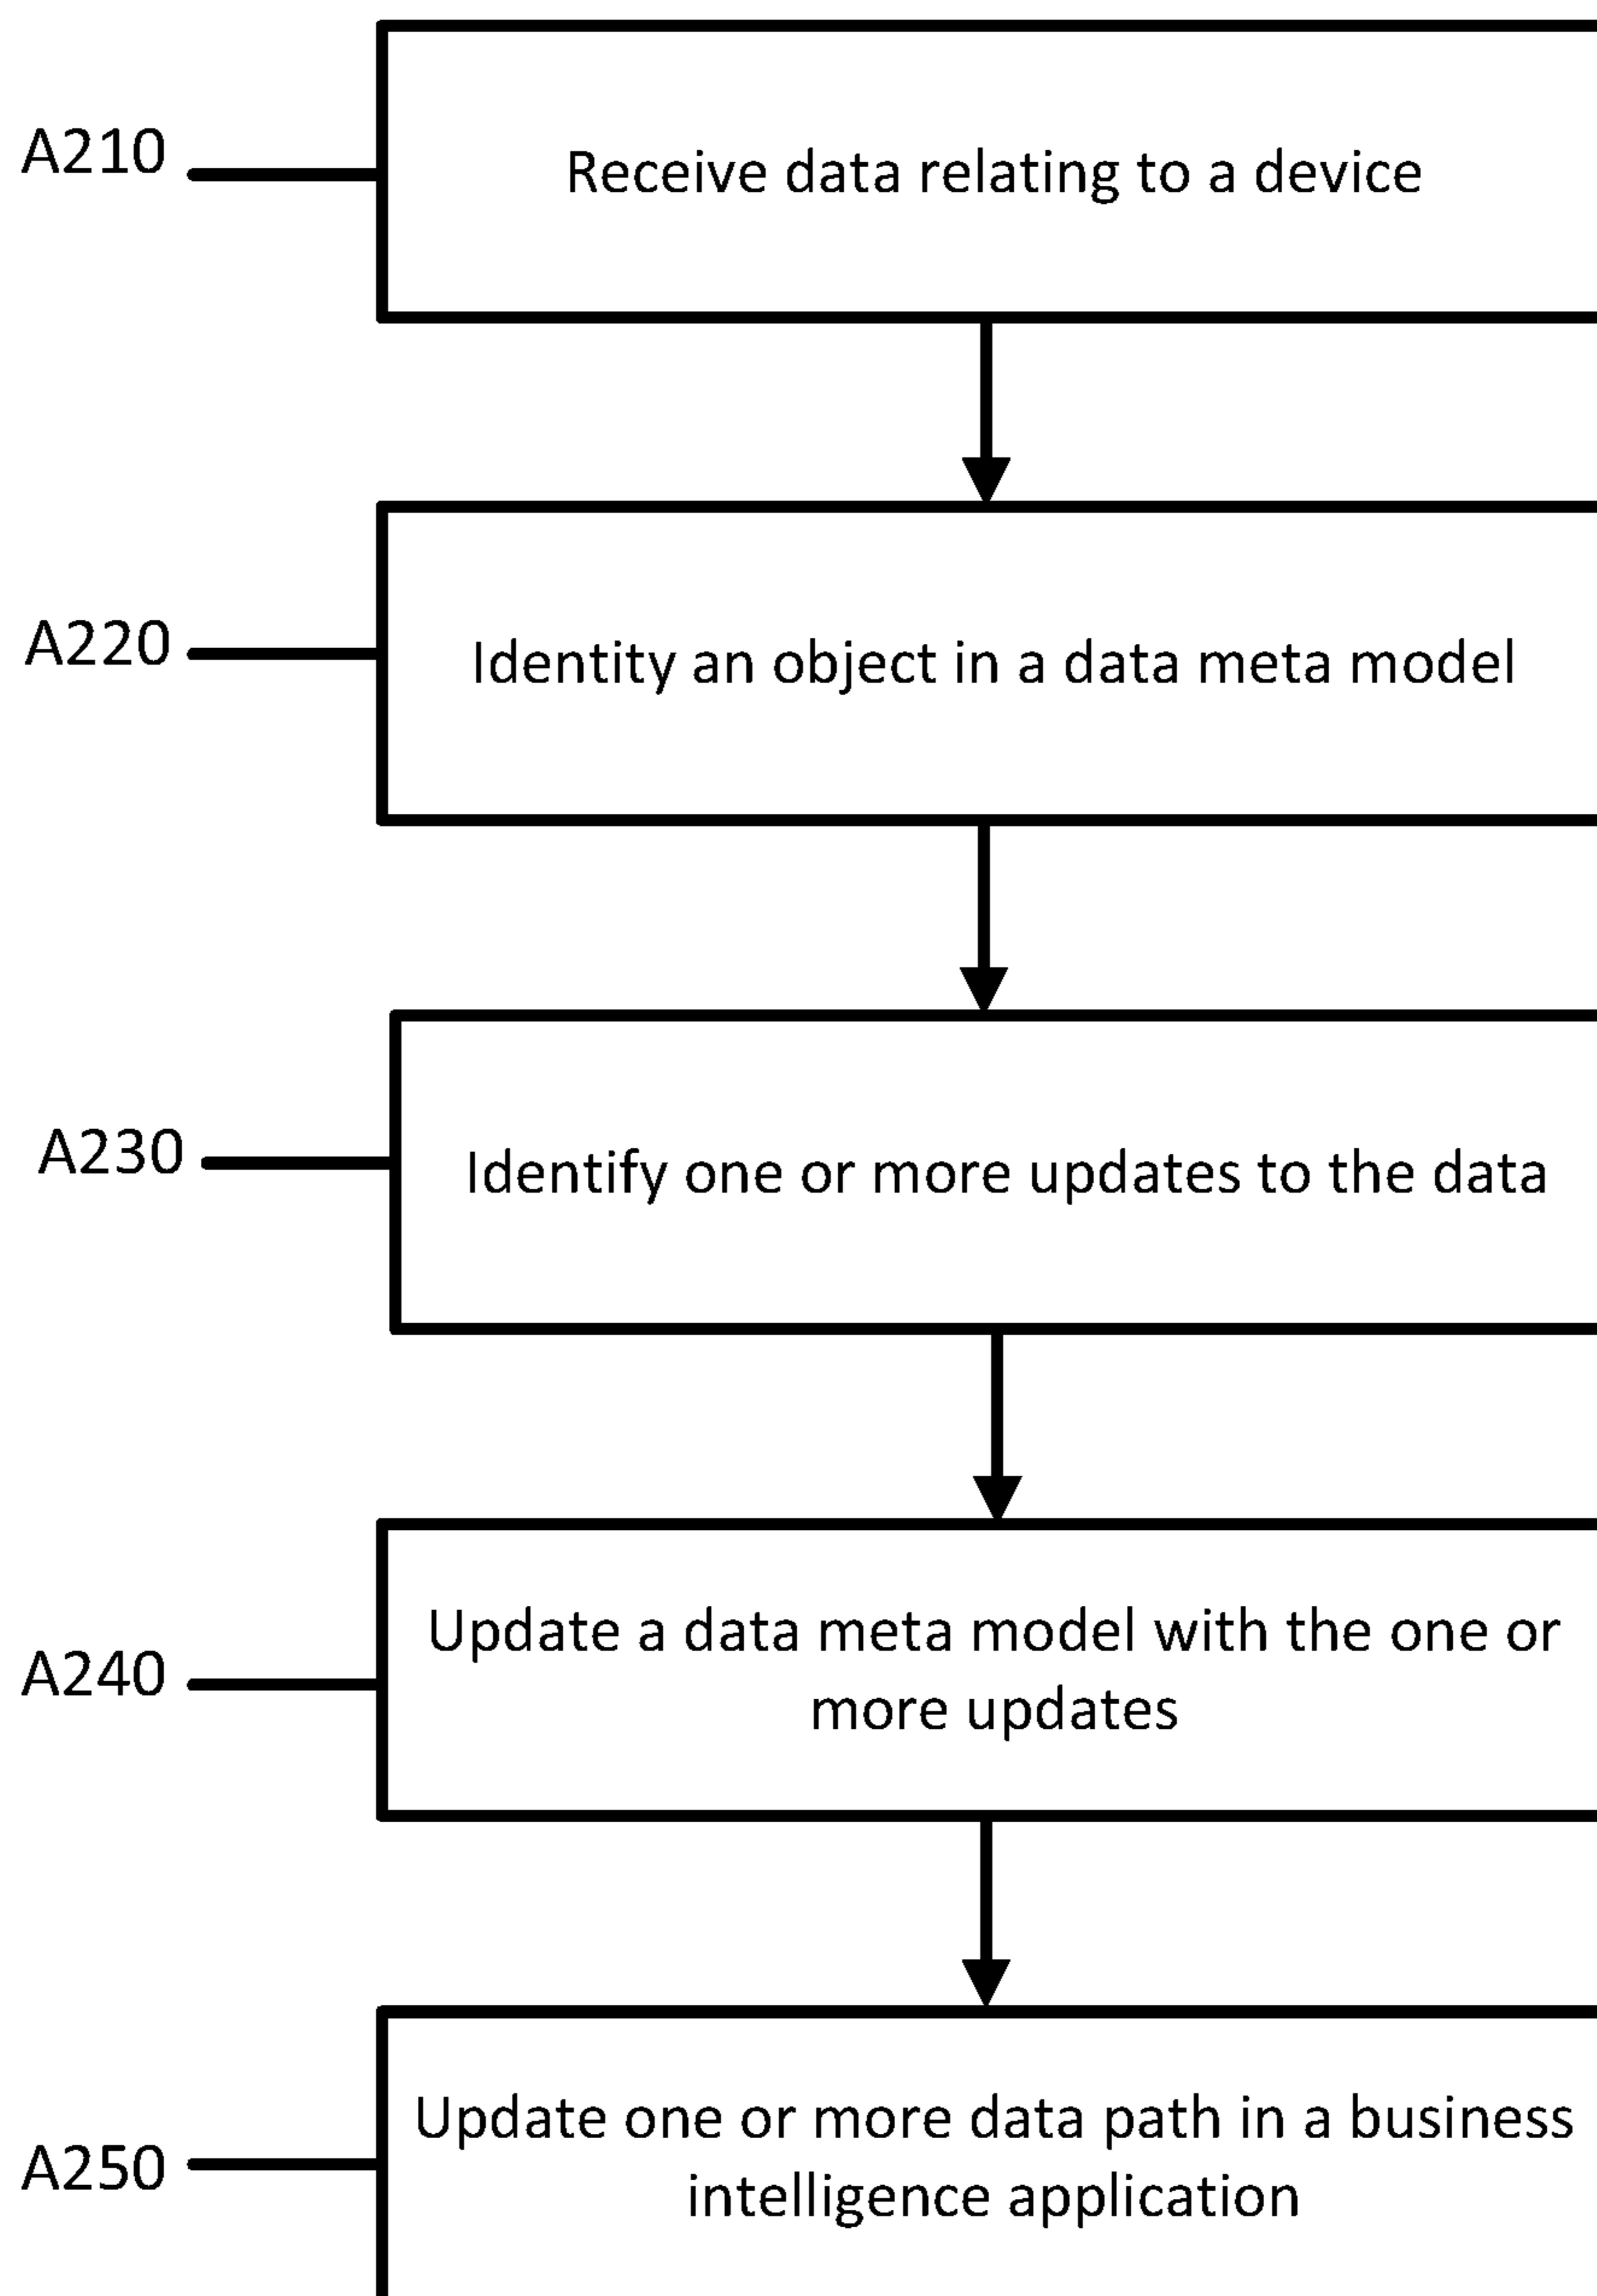 A210
Receive data relating to a device
A220
Identity an object in a data meta model
A230
Identify one or more updates to the data
A240
Update a data meta model with the one or
more updates
A250
Update one or more data path in a business
intelligence application